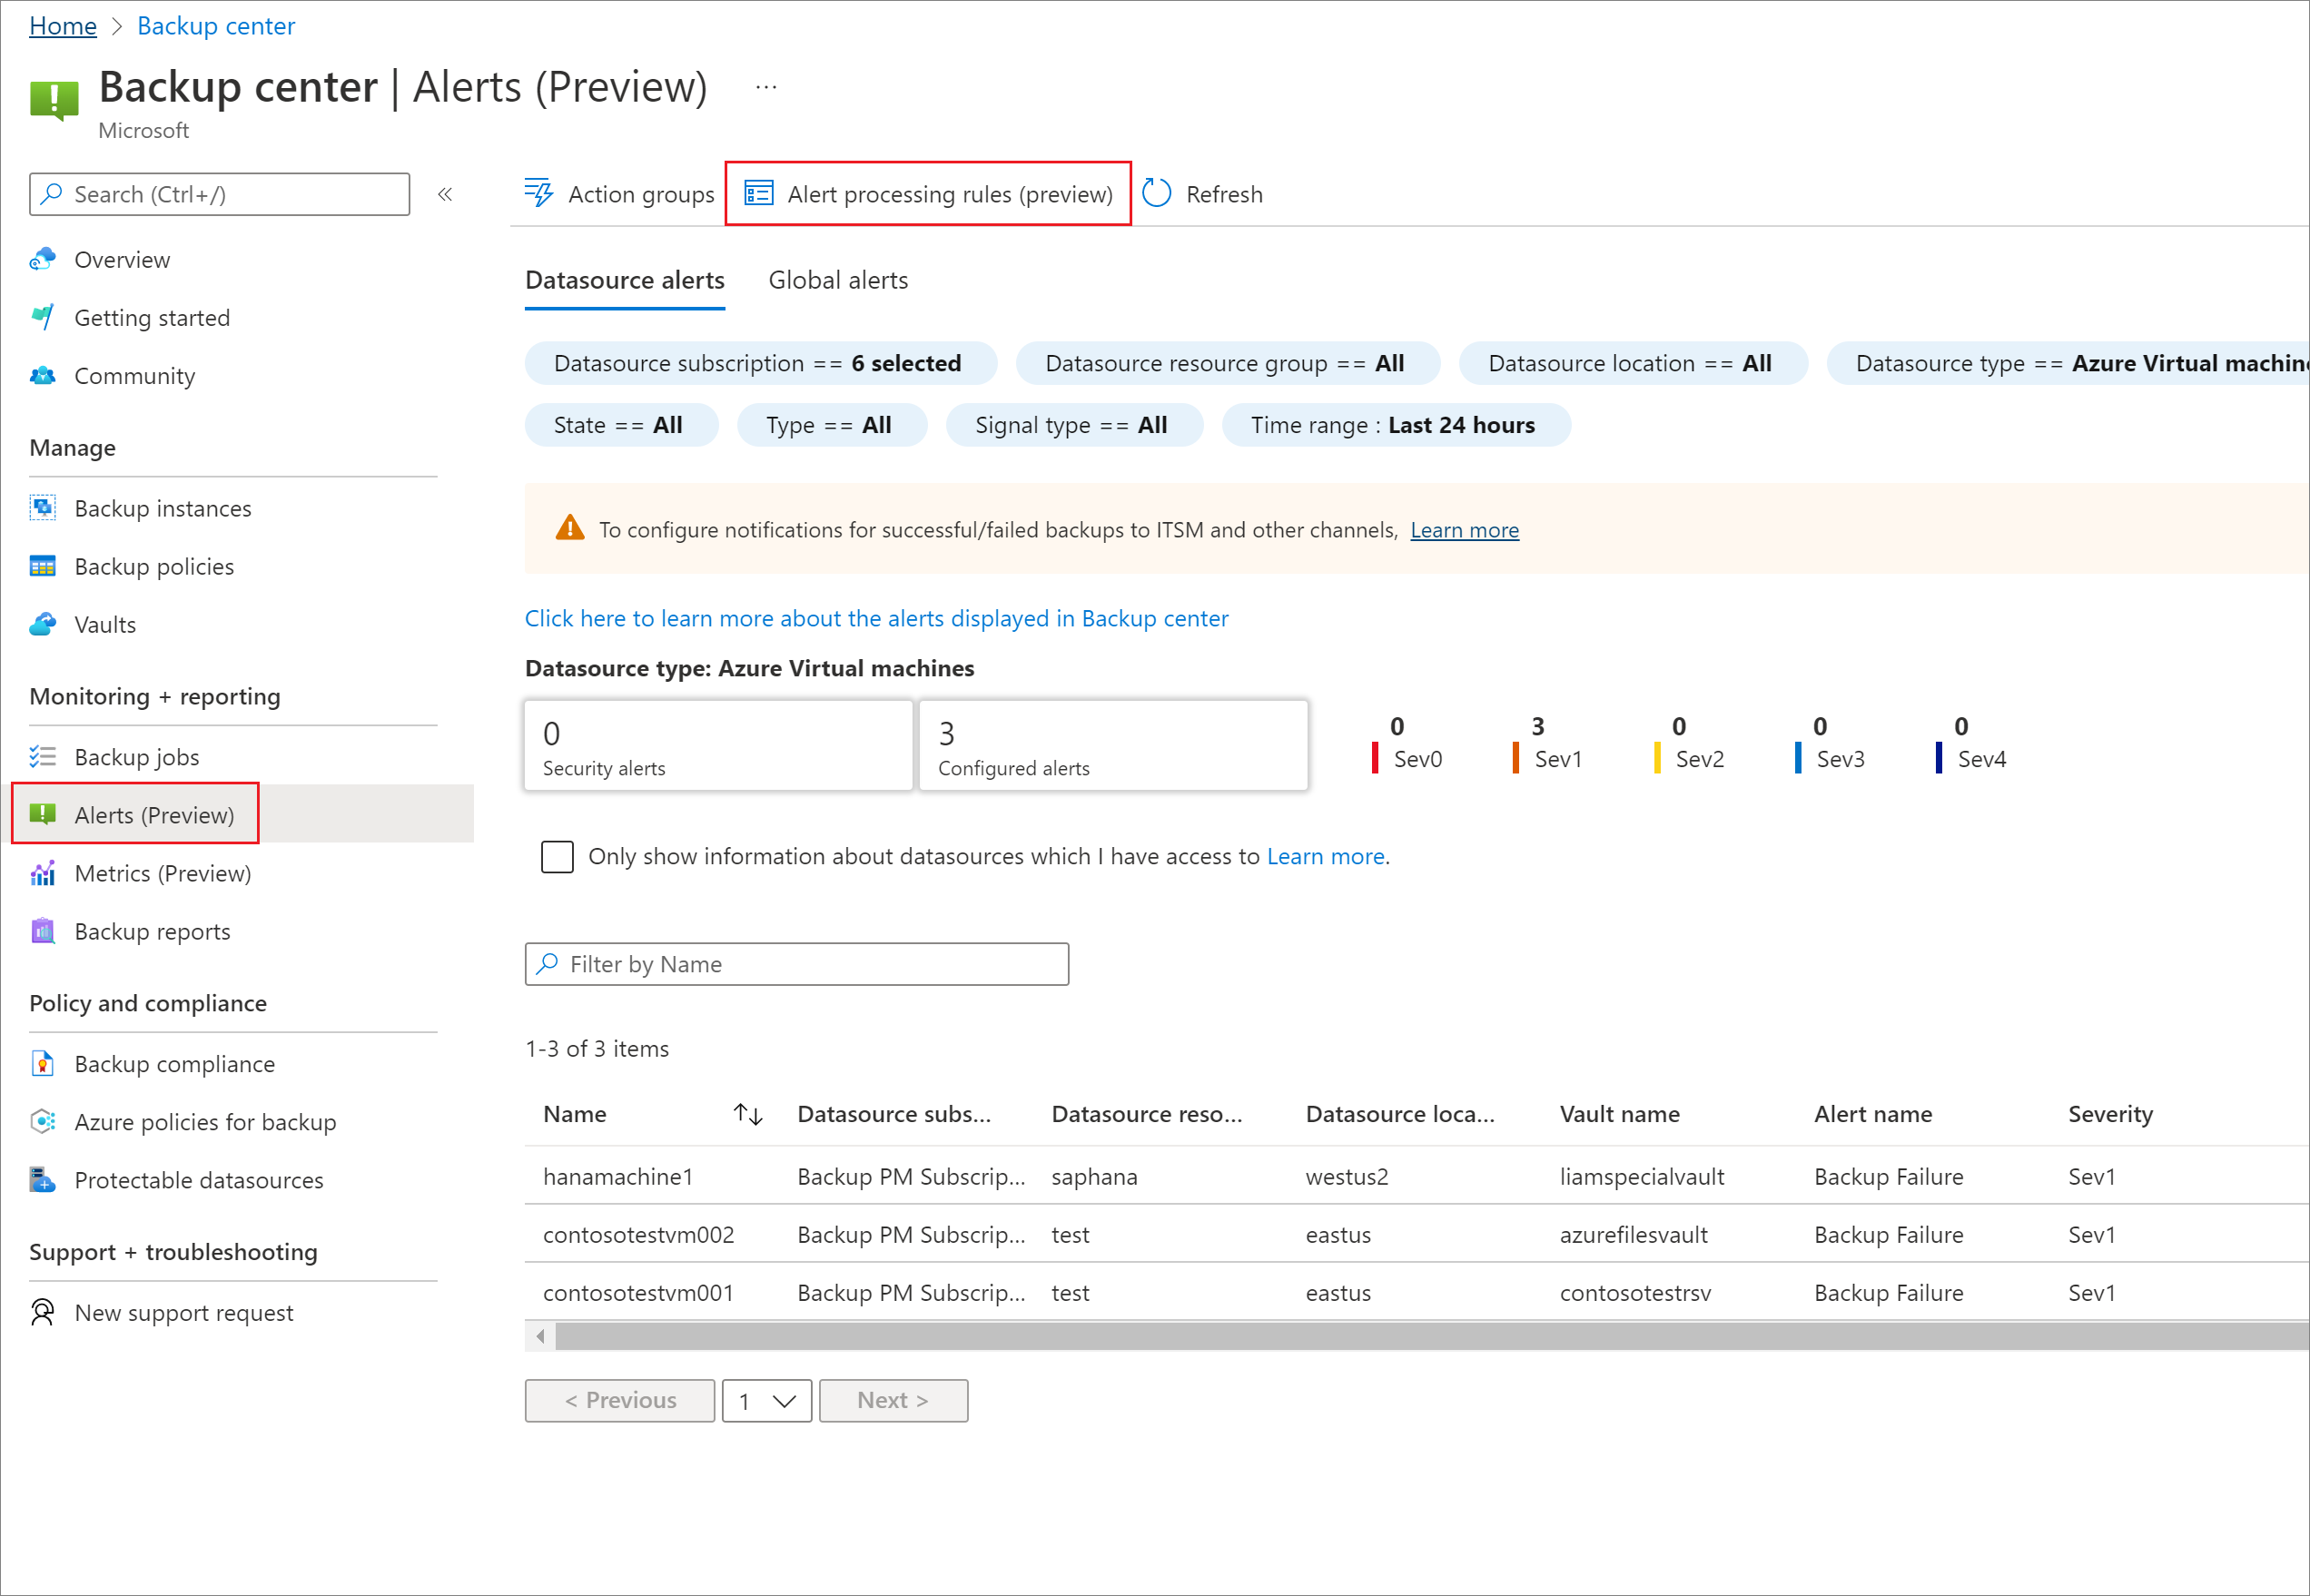 Home > Backup center
Backup center | Alerts (Preview) ...
Microsoft
Search (Ctrl+/) «
Overview
Getting started
Community
Manage
Backup instances
Backup policies
Vaults
Monitoring + reporting
Backup jobs
Alerts (Preview)
Metrics (Preview)
Backup reports
Policy and compliance
Backup compliance
Azure policies for backup
Protectable datasources
Support + troubleshooting
New support request
Action groups Alert processing rules (preview) Refresh
Datasource alerts Global alerts
Datasource subscription == 6 selected Datasource resource group == All Datasource location == All Datasource type == Azure Virtual machine
State == All Type == All Signal type == All Time range : Last 24 hours
To configure notifications for successful/failed backups to ITSM and other channels, Learn more
Click here to learn more about the alerts displayed in Backup center
Datasource type: Azure Virtual machines
0 3 0 3 0 0 0
Security alerts Configured alerts Sev0 Sev1 Sev2 Sev3 Sev4
Only show information about datasources which I have access to Learn more.
Filter by Name
1-3 of 3 items
Name Datasource subs... Datasource reso... Datasource loca... Vault name Alert name Severity
hanamachine1 Backup PM Subscrip... saphana westus2 liamspecialvault Backup Failure Sev1
contosotestvm002 Backup PM Subscrip... test eastus azurefilesvault Backup Failure Sev1
contosotestvm001 Backup PM Subscrip... test eastus contosotestrsv Backup Failure Sev1
< Previous 1 Next >